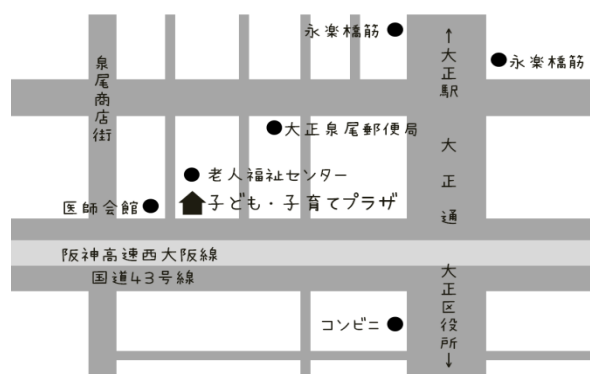 永楽橋筋
↑大正駅
永楽橋筋
泉尾商店街
大正泉尾郵便局
大正通
老人福祉センター
子ども・子育てプラザ
医師会館
阪神高速西大阪線
国道43号線
大正区役所↓
コンビニ